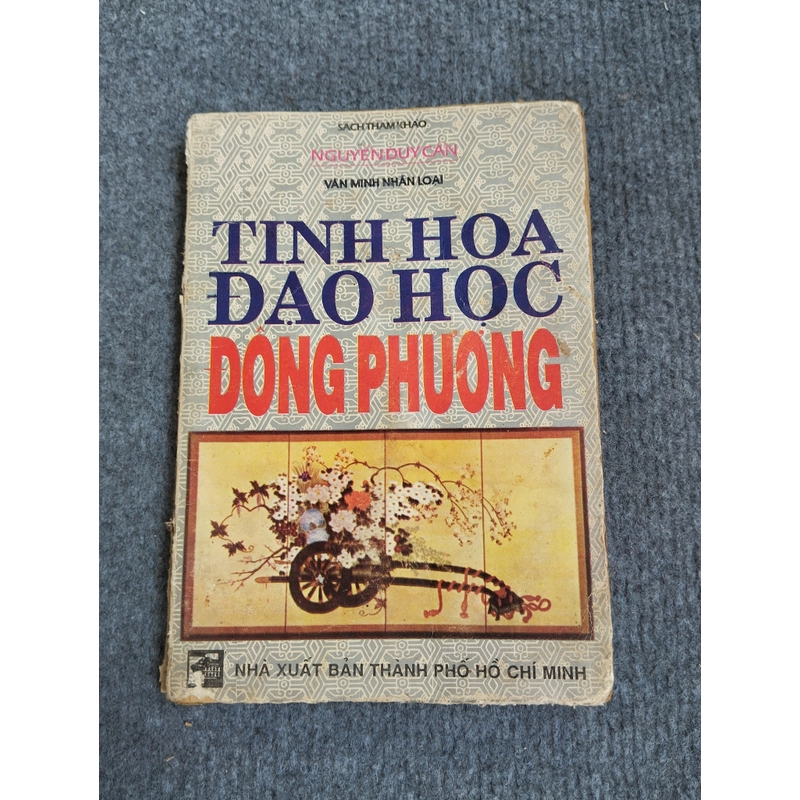 SÁCH THAM KHẢO
NGUYỄN DUY CẦN
VĂN MINH NHÂN LOẠI
TINH HOA
ĐẠO HỌC
ĐÔNG PHƯƠNG
NHÀ XUẤT BẢN THÀNH PHỐ HỒ CHÍ MINH